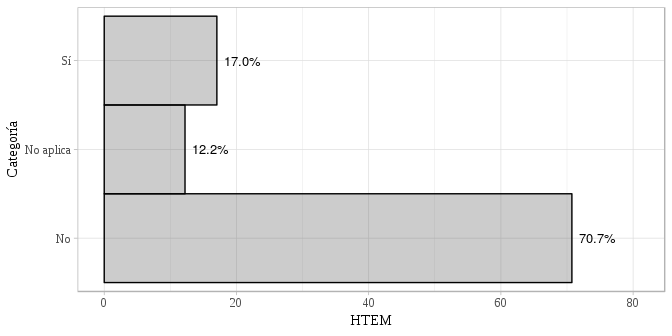 Sí
17.0%
Categoría
No aplica
12.2%
No
70.7%
0 20 40 60 80
HTEM